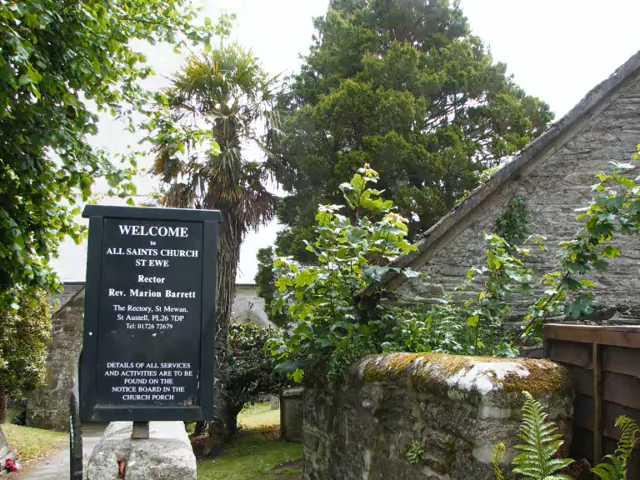 WELCOME
to
ALL SAINTS CHURCH
ST EWE
Rector
Rev. Marion Barrett
The Rectory, St Mewan,
St Austell, PL26 7DP
Tel: 01726 72679
DETAILS OF ALL SERVICES
AND ACTIVITIES ARE TO BE
FOUND ON THE
NOTICE BOARD IN THE
CHURCH PORCH